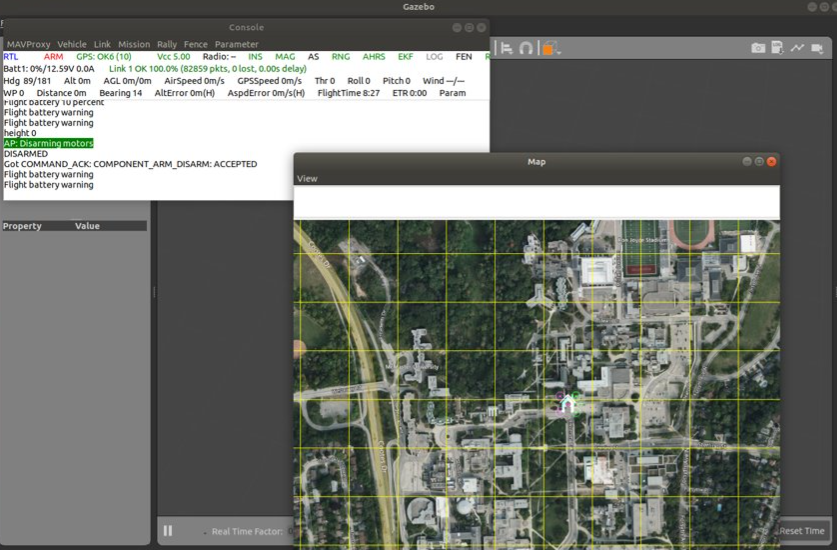 Gazebo
Console
MAVProxy Vehicle Link Mission Rally Fence Parameter
RTL ARM GPS: OK6 (10) Vcc 5.00 Radio: -- INS MAG AS RNG AHRS EKF LOG FEN R
Batt1: 0%/12.59V 0.0A Link 1 OK 100.0% (82859 pkts, 0 lost, 0.00s delay)
Hdg 89/181 Alt 0m AGL 0m/0m AirSpeed 0m/s GPSSpeed 0m/s Thr 0 Roll 0 Pitch 0 Wind --/--
WP 0 Distance 0m Bearing 14 AltError 0m(H) AspdError 0m/s(H) FlightTime 8:27 ETR 0:00 Param
Flight battery 10 percent
Flight battery warning
Flight battery warning
height 0
AP: Disarming motors
DISARMED
Got COMMAND_ACK: COMPONENT_ARM_DISARM: ACCEPTED
Flight battery warning
Flight battery warning
Map
View
Property Value
Stadium
Real Time Factor:
Reset Time